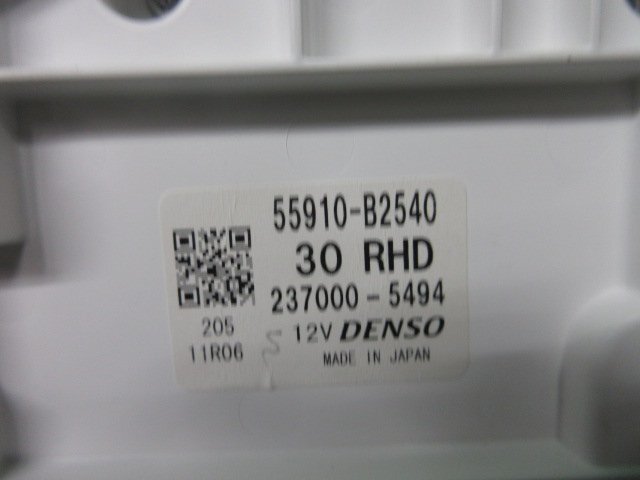 55910-B2540
30 RHD
237000-5494
205
12V DENSO
11R06
MADE IN JAPAN